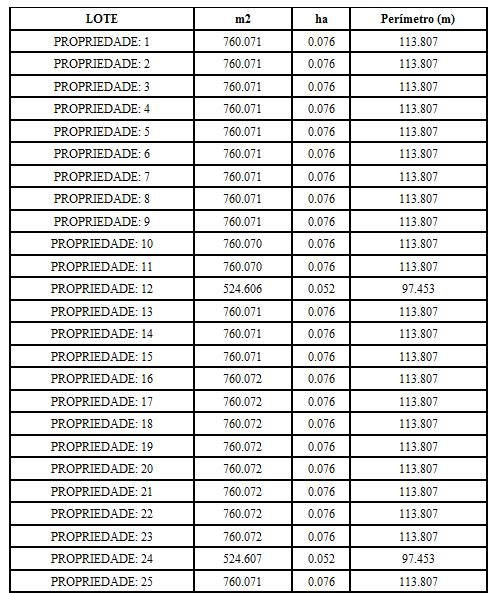 LOTE m2 ha Perímetro (m)
PROPRIEDADE: 1 760.071 0.076 113.807
PROPRIEDADE: 2 760.071 0.076 113.807
PROPRIEDADE: 3 760.071 0.076 113.807
PROPRIEDADE: 4 760.071 0.076 113.807
PROPRIEDADE: 5 760.071 0.076 113.807
PROPRIEDADE: 6 760.071 0.076 113.807
PROPRIEDADE: 7 760.071 0.076 113.807
PROPRIEDADE: 8 760.071 0.076 113.807
PROPRIEDADE: 9 760.071 0.076 113.807
PROPRIEDADE: 10 760.070 0.076 113.807
PROPRIEDADE: 11 760.070 0.076 113.807
PROPRIEDADE: 12 524.606 0.052 97.453
PROPRIEDADE: 13 760.071 0.076 113.807
PROPRIEDADE: 14 760.071 0.076 113.807
PROPRIEDADE: 15 760.071 0.076 113.807
PROPRIEDADE: 16 760.072 0.076 113.807
PROPRIEDADE: 17 760.072 0.076 113.807
PROPRIEDADE: 18 760.072 0.076 113.807
PROPRIEDADE: 19 760.072 0.076 113.807
PROPRIEDADE: 20 760.072 0.076 113.807
PROPRIEDADE: 21 760.072 0.076 113.807
PROPRIEDADE: 22 760.072 0.076 113.807
PROPRIEDADE: 23 760.072 0.076 113.807
PROPRIEDADE: 24 524.607 0.052 97.453
PROPRIEDADE: 25 760.071 0.076 113.807